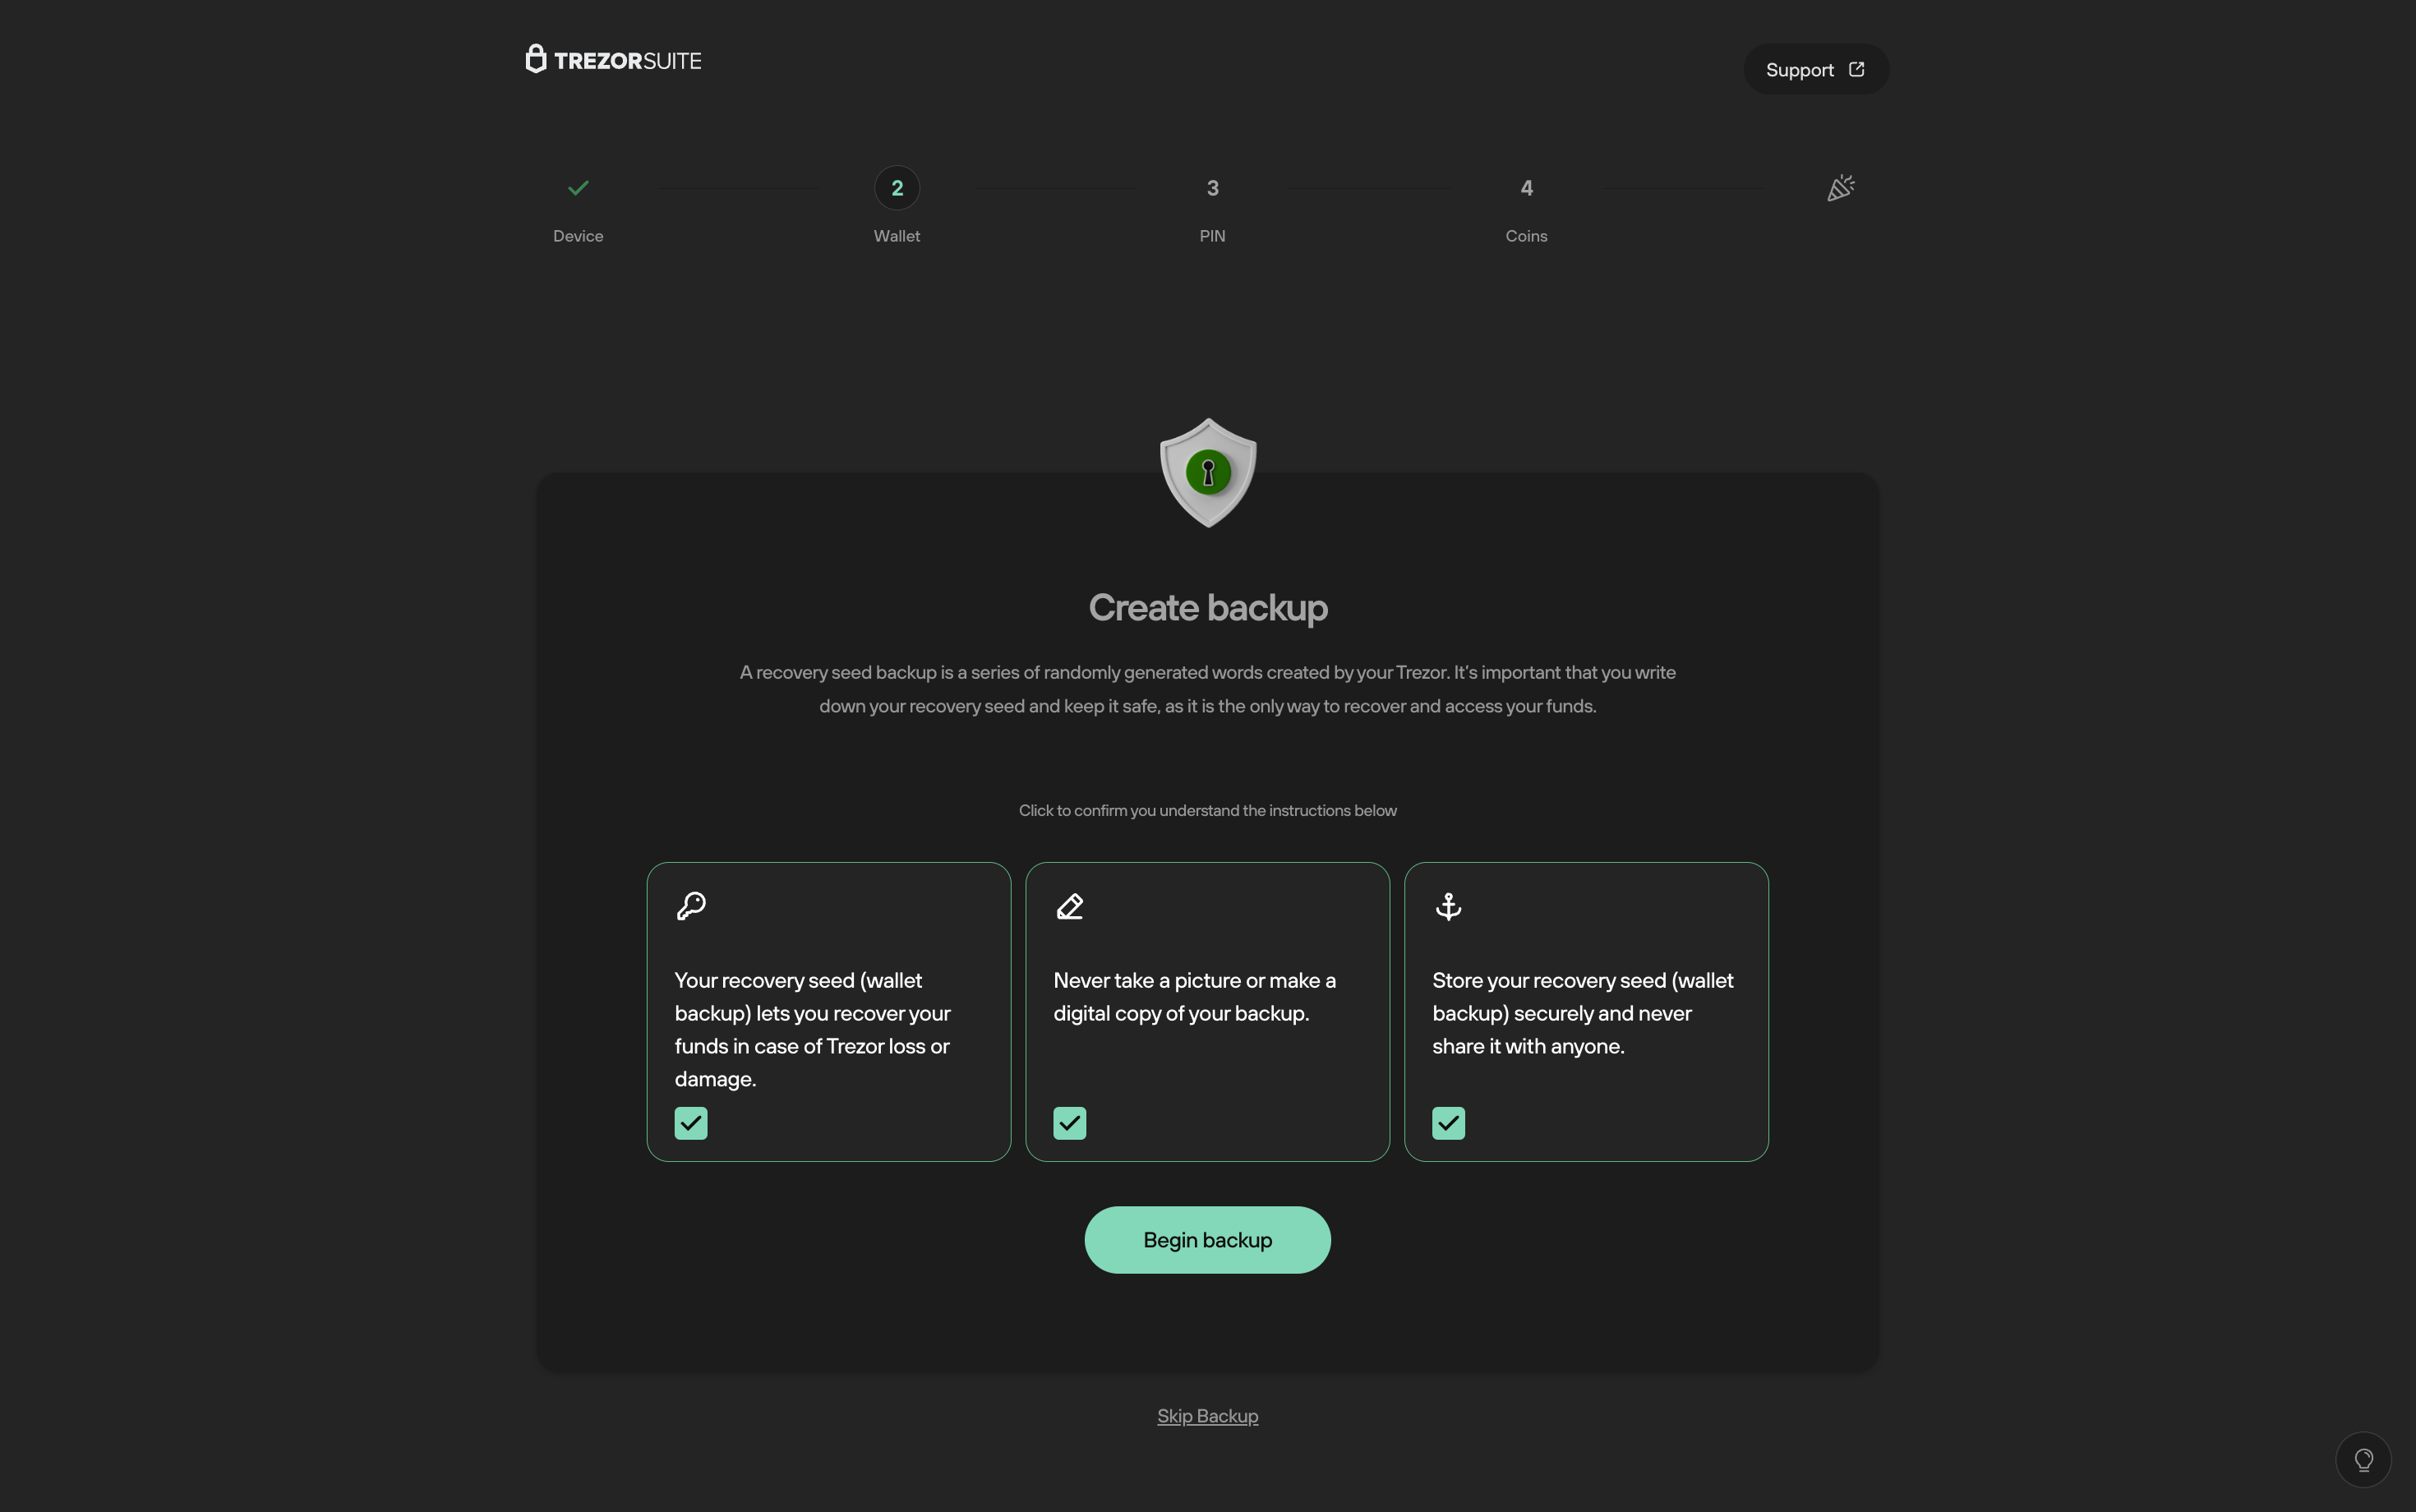 TREZORSUITE
Support
2
3
4
Device
Wallet
PIN
Coins
Create backup
A recovery seed backup is a series of randomly generated words created by your Trezor. It's important that you write
down your recovery seed and keep it safe, as it is the only way to recover and access your funds.
Click to confirm you understand the instructions below
Your recovery seed (wallet
backup) lets you recover your
funds in case of Trezor loss or
damage.
Never take a picture or make a
digital copy of your backup.
Store your recovery seed (wallet
backup) securely and never
share it with anyone.
Begin backup
Skip Backup